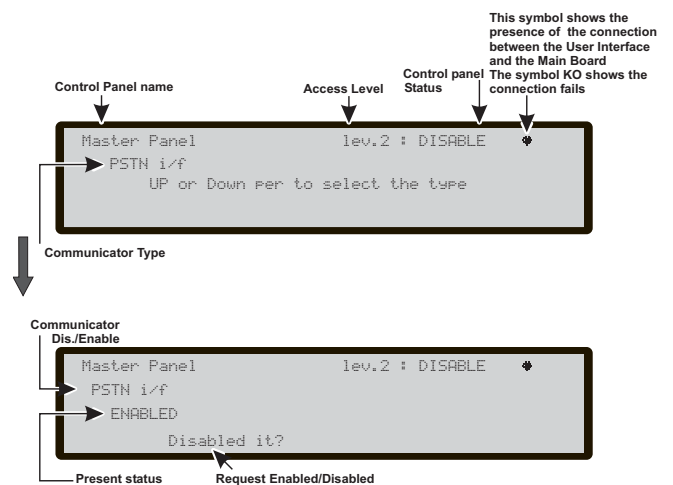 This symbol shows the
presence of the connection
between the User Interface
and the Main Board
The symbol KO shows the
connection fails
Control panel
Status
Access Level
Control Panel name
Master Panel lev.2 : DISABLE
PSTN i/f
UP or Down per to select the type
Communicator Type
Communicator
Dis./Enable
Master Panel lev.2 : DISABLE
PSTN i/f
ENABLED
Disabled it?
Present status
Request Enabled/Disabled